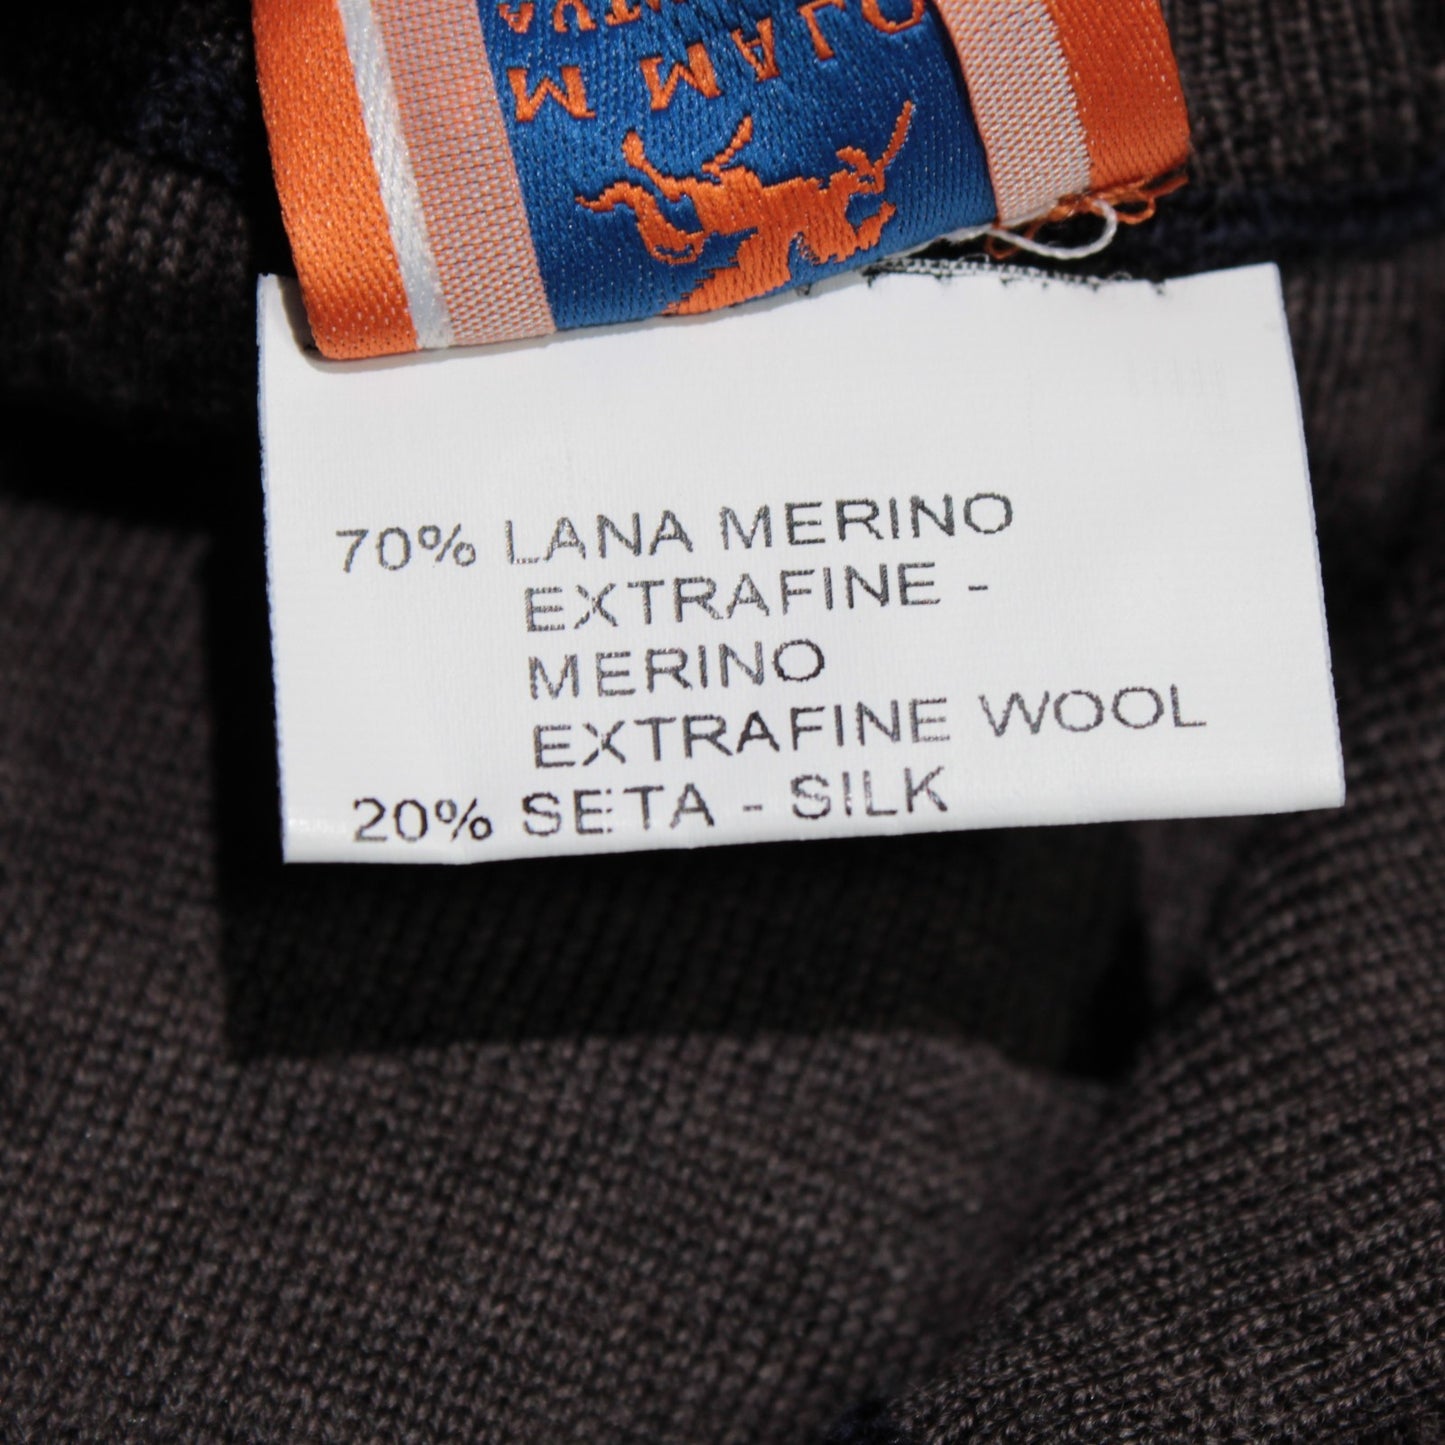 70% LANA MERINO
EXTRAFINE -
MERINO
EXTRAFINE WOOL
20% SETA - SILK